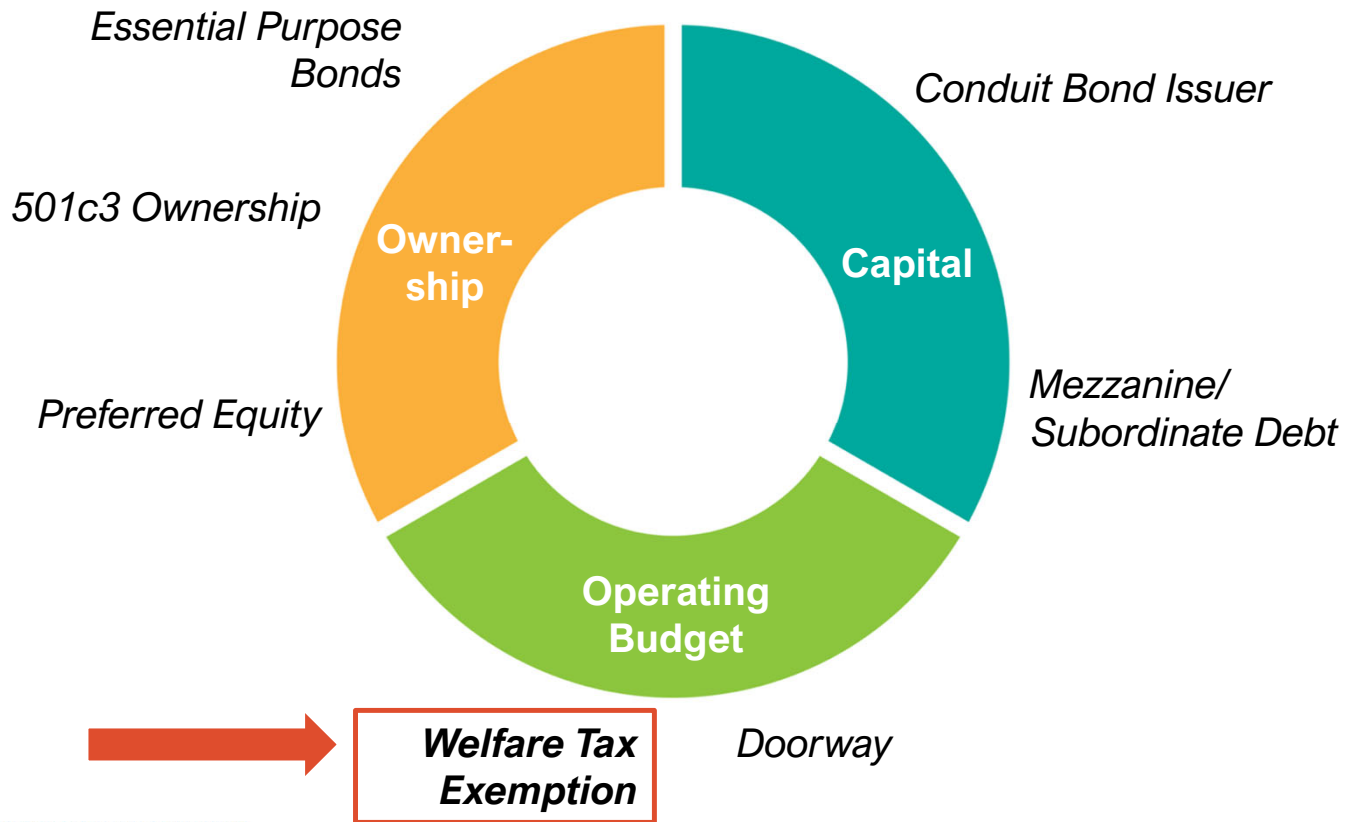 Essential Purpose
Bonds
Conduit Bond Issuer
501c3 Ownership
Owner-
ship
Capital
Preferred Equity
Mezzanine/
Subordinate Debt
Operating
Budget
Welfare Tax
Exemption
Doorway